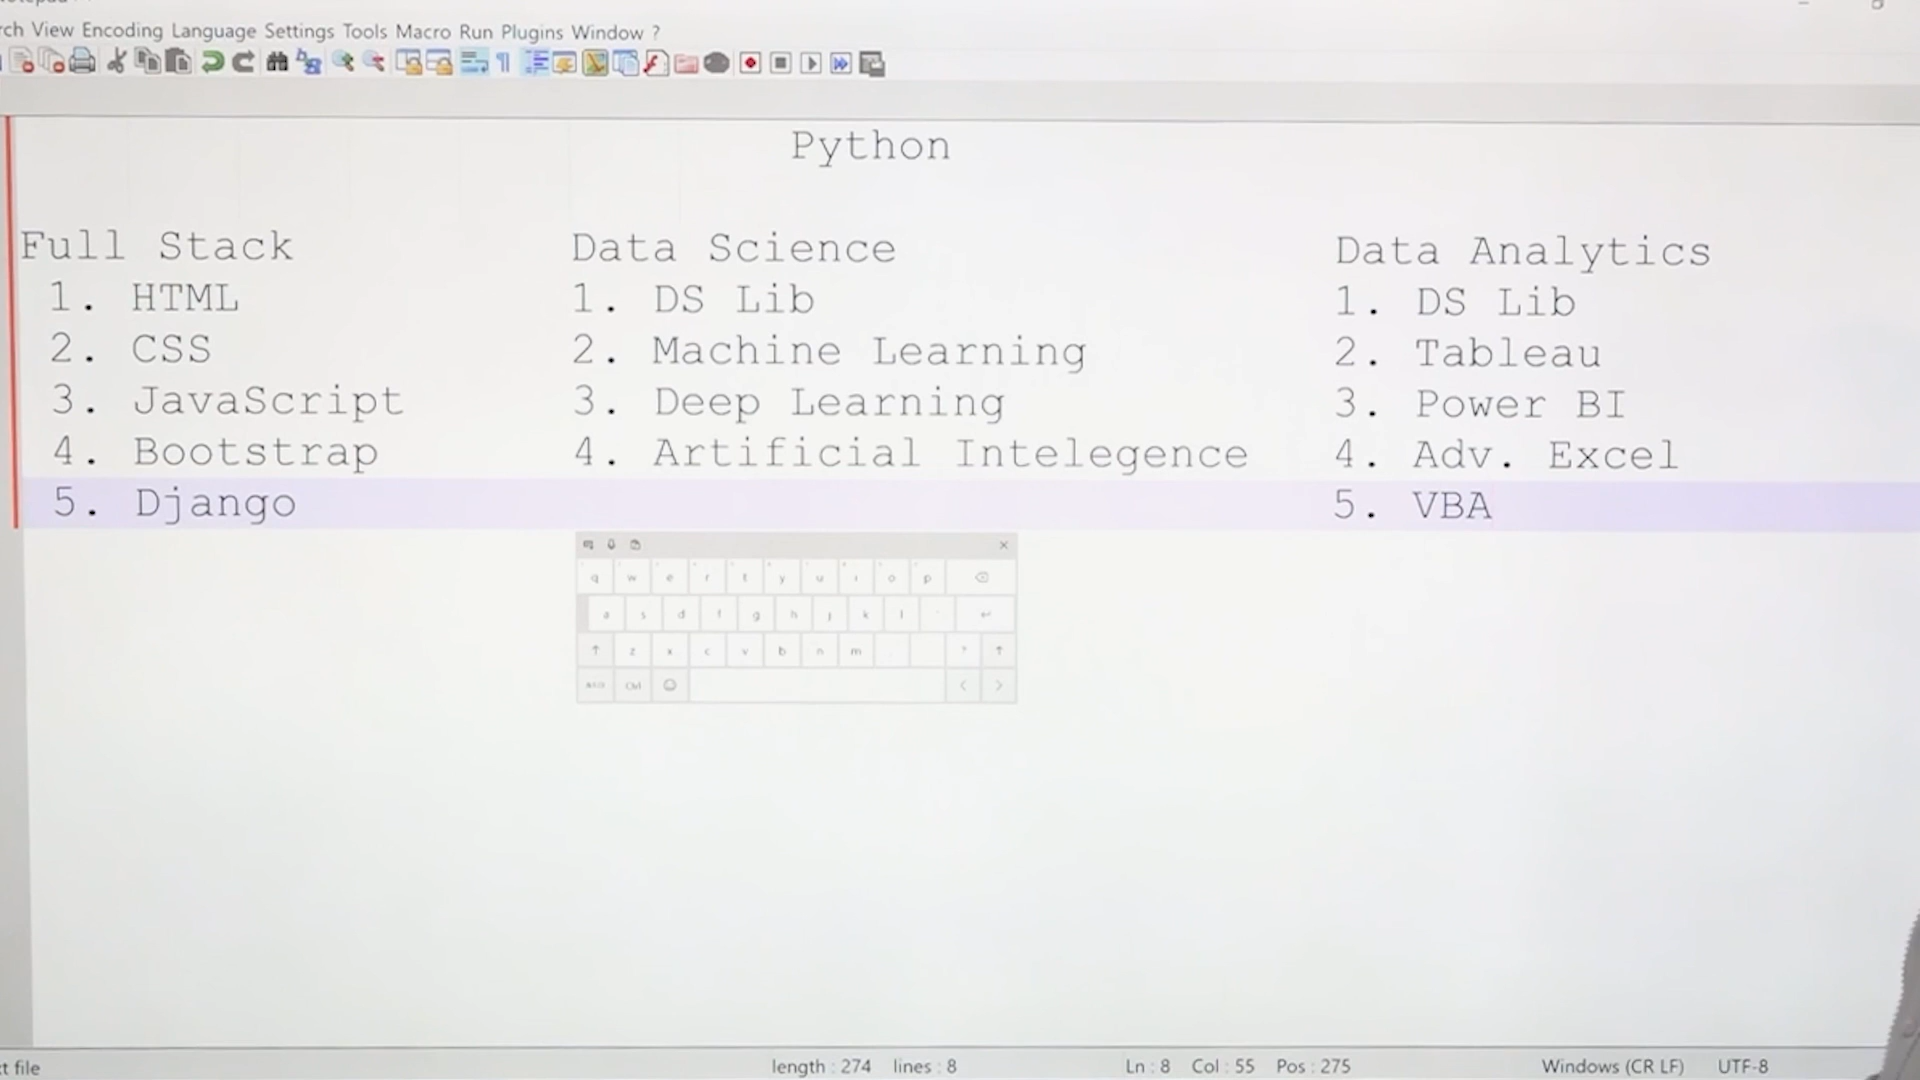 rch View Encoding Language Settings Tools Macro Run Plugins Window ?
Python
Full Stack Data Science Data Analytics
1. HTML 1. DS Lib 1. DS Lib
2. CSS 2. Machine Learning 2. Tableau
3. JavaScript 3. Deep Learning 3. Power BI
4. Bootstrap 4. Artificial Intelegence 4. Adv. Excel
5. Django 5. VBA
q w e r t y u i o p
a s d f g h j k l
z x c v b n m
Ctrl
t file length : 274 lines : 8 Ln : 8 Col : 55 Pos : 275 Windows (CR LF) UTF-8